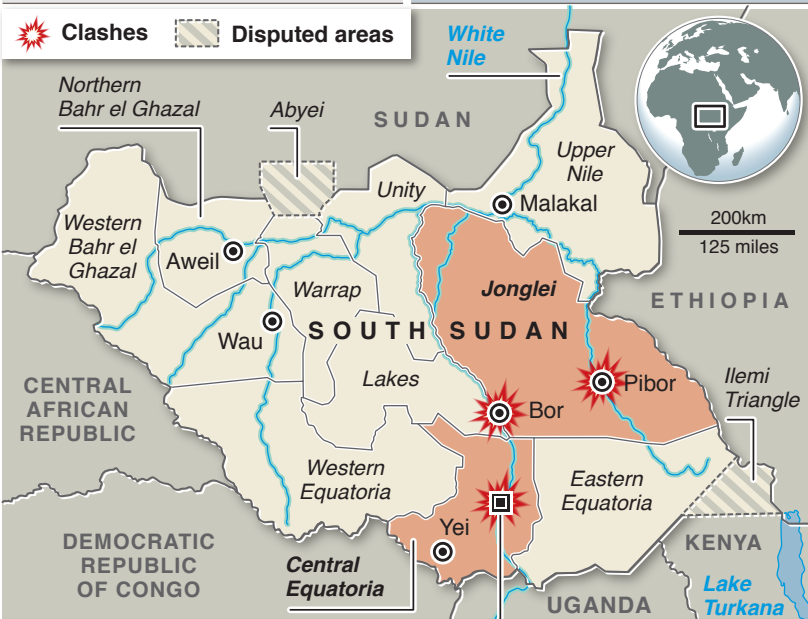 Clashes
Disputed areas
White
Nile
Northern
Bahr el Ghazal
Abyei
SUDAN
Upper
Nile
Unity
Malakal
200km
125 miles
Western
Bahr el
Ghazal
Aweil
Warrap
Jonglei
ETHIOPIA
Wau
SOUTH SUDAN
Lakes
Pibor
Ilemi
Triangle
CENTRAL
AFRICAN
REPUBLIC
Bor
Western
Equatoria
Eastern
Equatoria
Yei
DEMOCRATIC
REPUBLIC
OF CONGO
Central
Equatoria
KENYA
Lake
Turkana
UGANDA